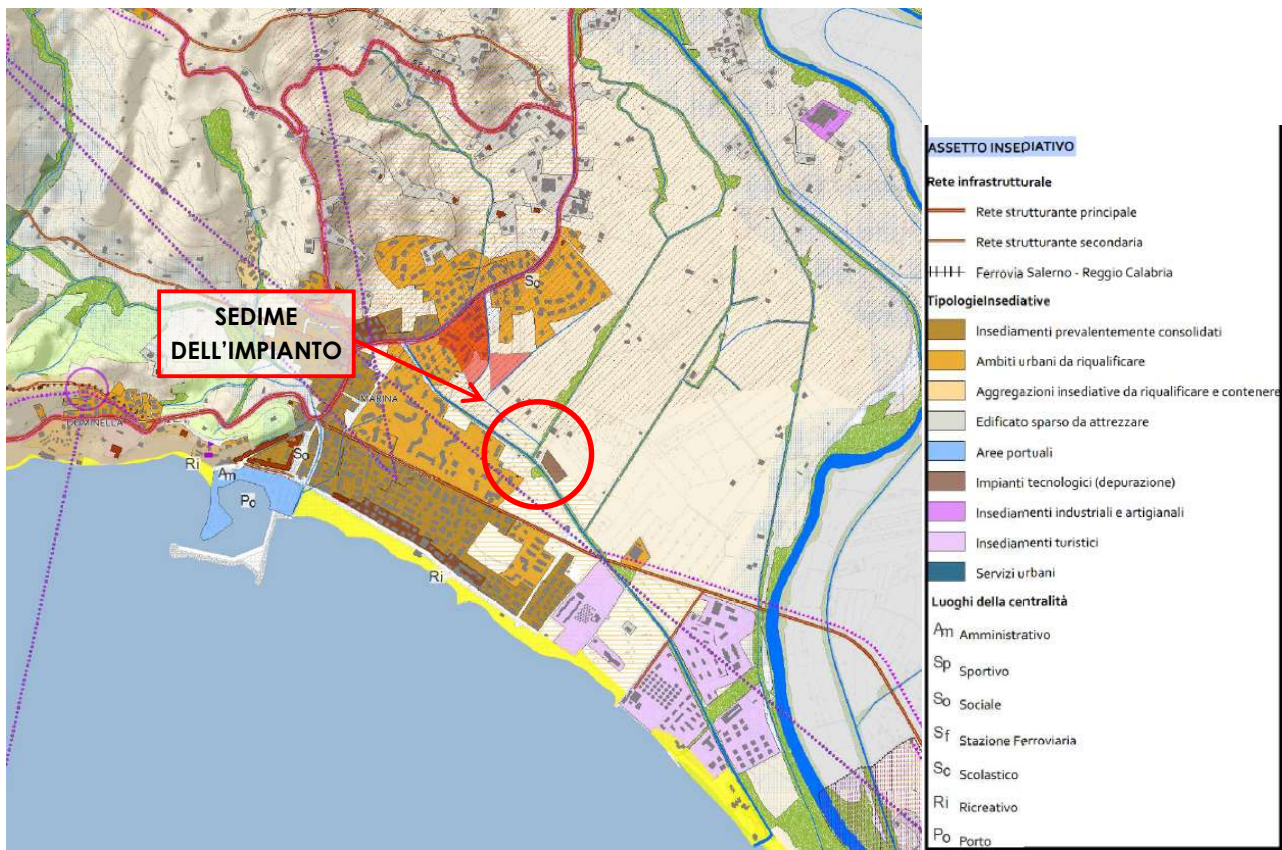 SEDIME
DELL'IMPIANTO
Sc
MARINA
So
Ri
Am
Po
Ri
ASSETTO INSEDIATIVO
Rete infrastrutturale
Rete strutturante principale
Rete strutturante secondaria
Ferrovia Salerno - Reggio Calabria
TipologieInsediative
Insediamenti prevalentemente consolidati
Ambiti urbani da riqualificare
Aggregazioni insediative da riqualificare e contenere
Edificato sparso da attrezzare
Aree portuali
Impianti tecnologici (depurazione)
Insediamenti industriali e artigianali
Insediamenti turistici
Servizi urbani
Luoghi della centralità
Am Amministrativo
Sp Sportivo
So Sociale
Sf Stazione Ferroviaria
Sc Scolastico
Ri Ricreativo
Po Porto